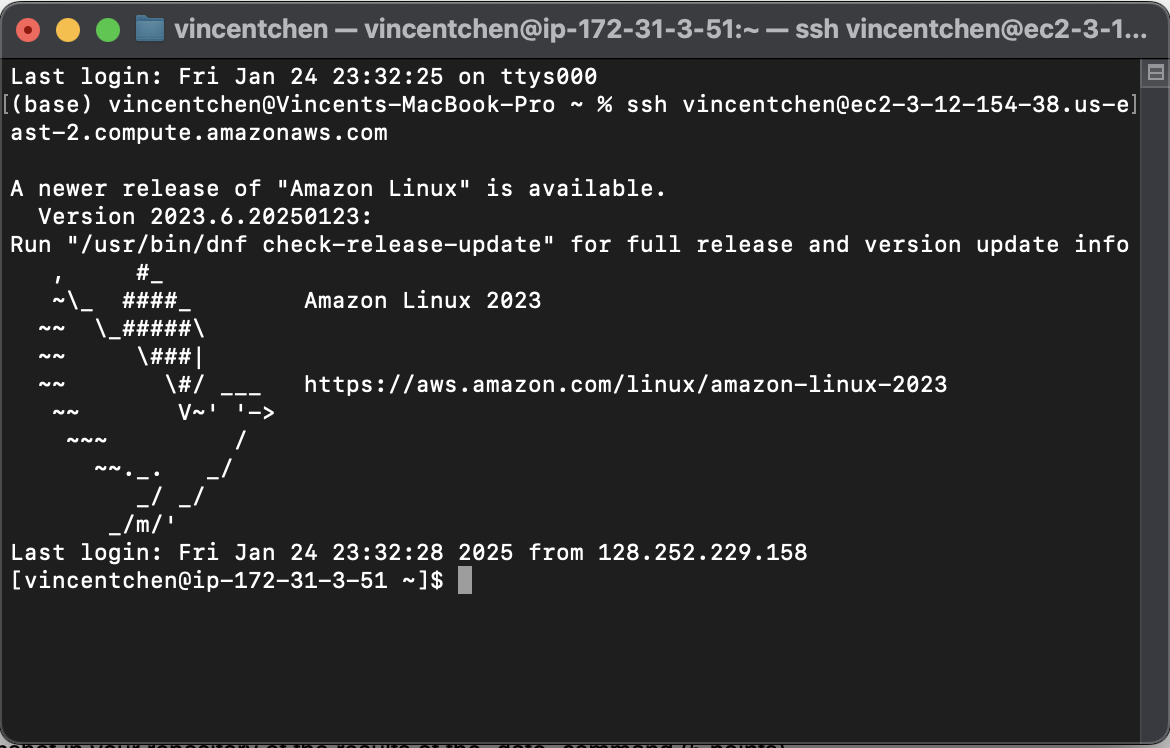 vincentchen — vincentchen@ip-172-31-3-51:~ — ssh vincentchen@ec2-3-1...
Last login: Fri Jan 24 23:32:25 on ttys000
[(base) vincentchen@Vincents-MacBook-Pro ~ % ssh vincentchen@ec2-3-12-154-38.us-e]
ast-2.compute.amazonaws.com

A newer release of "Amazon Linux" is available.
  Version 2023.6.20250123:
Run "/usr/bin/dnf check-release-update" for full release and version update info
   ,     #_
   ~\_  ####_        Amazon Linux 2023
  ~~  \_#####\
  ~~     \###|
  ~~       \#/ ___   https://aws.amazon.com/linux/amazon-linux-2023
   ~~       V~' '->
    ~~~         /
      ~~._.   _/
         _/ _/
       _/m/'
Last login: Fri Jan 24 23:32:28 2025 from 128.252.229.158
[vincentchen@ip-172-31-3-51 ~]$